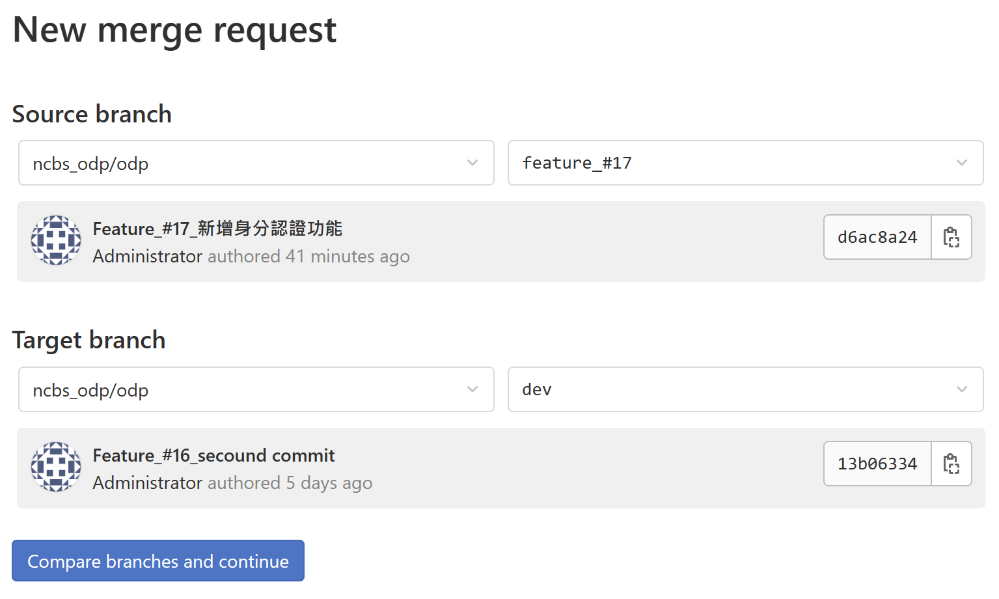 New merge request
Source branch
ncbs_odp/odp
feature_#17
Feature_#17_新增身分認證功能
Administrator authored 41 minutes ago
d6ac8a24
Target branch
ncbs_odp/odp
dev
Feature_#16_secound commit
Administrator authored 5 days ago
13b06334
Compare branches and continue